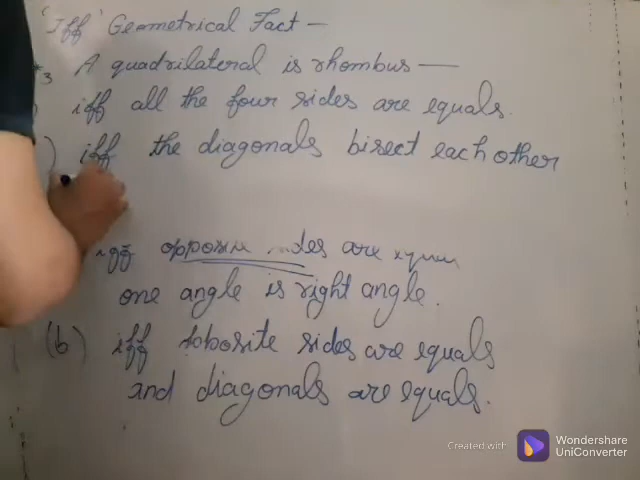 'Iff' Geometrical Fact —
*3 A quadrilateral is rhombus —
) iff all the four sides are equals.
) iff the diagonals bisect each other
iff opposite sides are
one angle is right angle.
(b) iff opposite sides are equals
and diagonals are equals.
Created with Wondershare
UniConverter